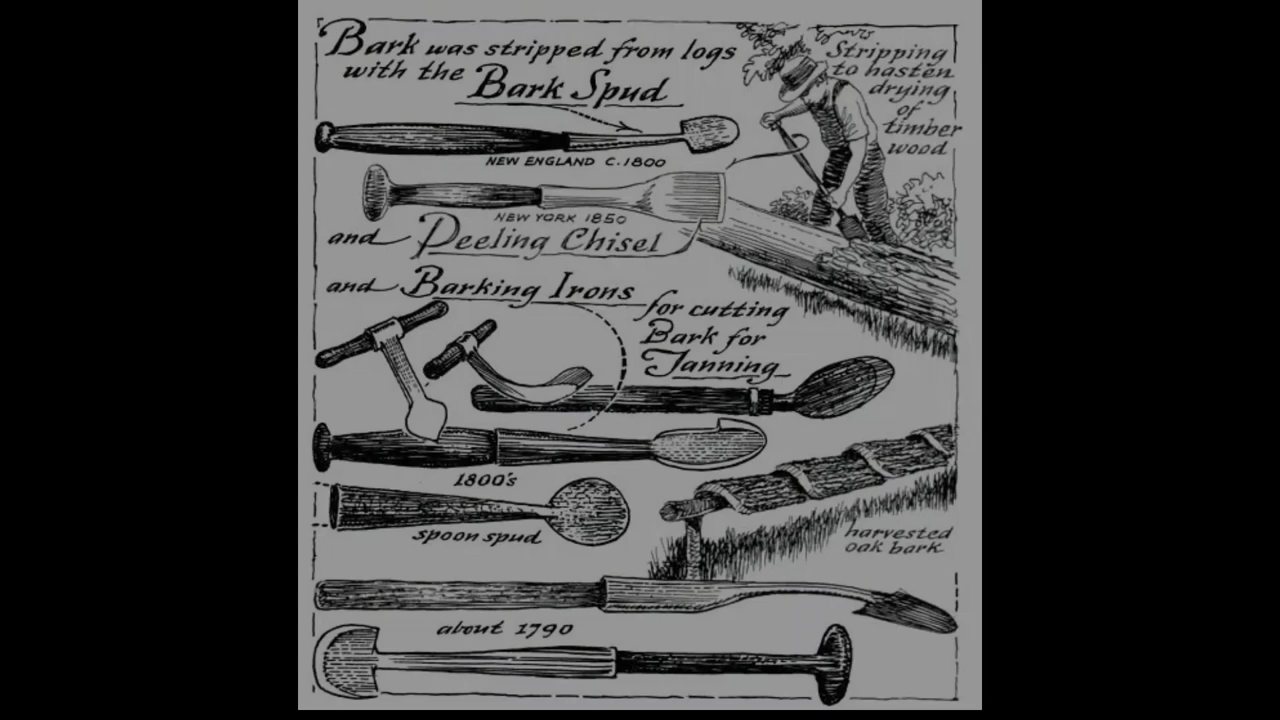 Bark was stripped from logs
with the Bark Spud
Stripping
to hasten
drying
of
timber
wood
NEW ENGLAND C. 1800
NEW YORK 1850
and Peeling Chisel
and Barking Irons
for cutting
Bark for
Tanning
1800's
spoon spud
harvested
oak bark
about 1790